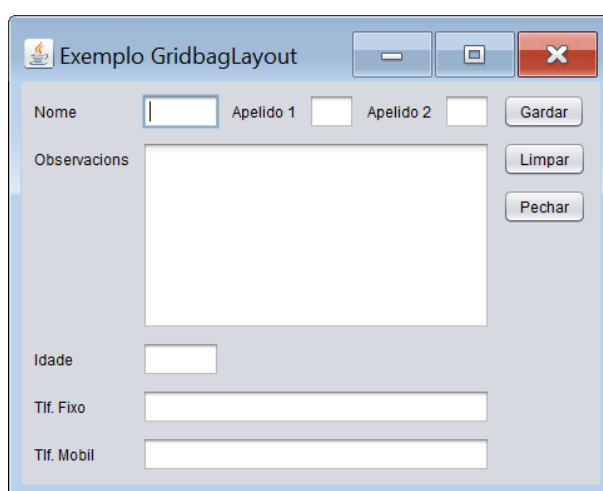 Exemplo GridbagLayout
Nome Apelido 1 Apelido 2 Gardar
Observacions Limpar
Pechar
Idade
Tlf. Fixo
Tlf. Mobil